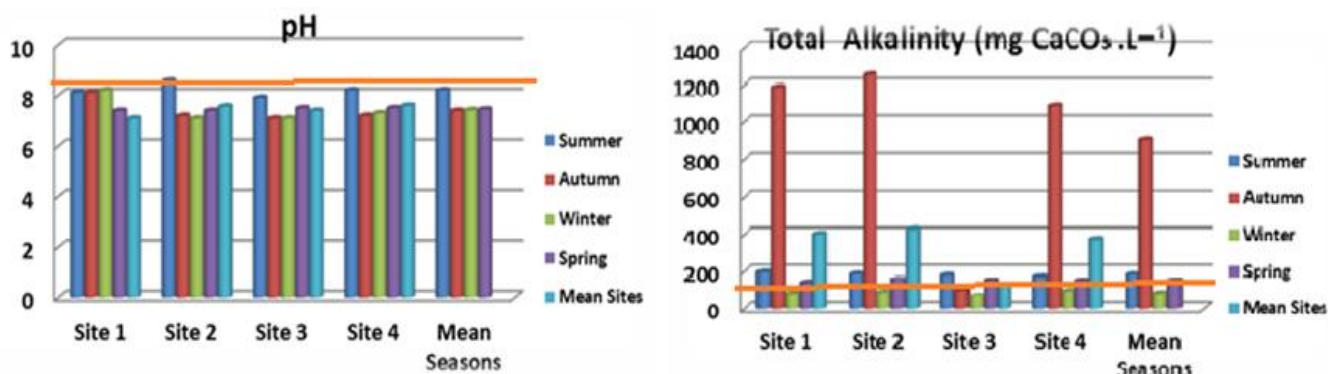 pH
10
8
6
4
2
0
Site 1 Site 2 Site 3 Site 4 Mean
Seasons
Summer
Autumn
Winter
Spring
Mean Sites
Total Alkalinity (mg CaCO₃ .L⁻¹)
1400
1200
1000
800
600
400
200
0
Site 1 Site 2 Site 3 Site 4 Mean
Seasons
Summer
Autumn
Winter
Spring
Mean Sites